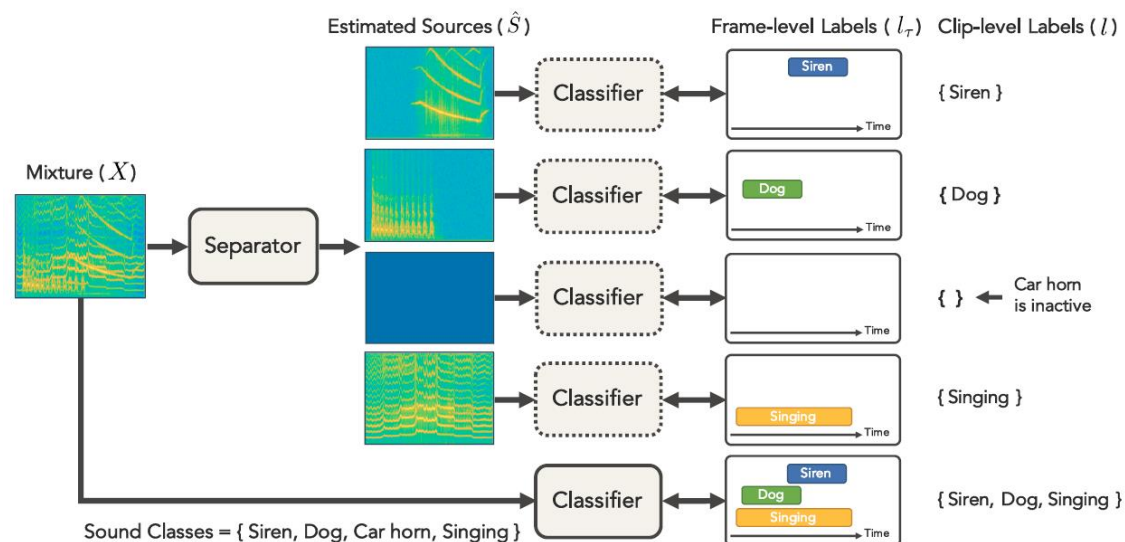 Estimated Sources ( Ŝ )
Frame-level Labels ( l_τ )
Clip-level Labels ( l )
Siren
Classifier
Time
{ Siren }
Mixture ( X )
Dog
Classifier
Time
{ Dog }
Separator
Classifier
Time
{ }
Car horn
is inactive
Classifier
Singing
Time
{ Singing }
Siren
Classifier
Dog
Singing
Time
{ Siren, Dog, Singing }
Sound Classes = { Siren, Dog, Car horn, Singing }